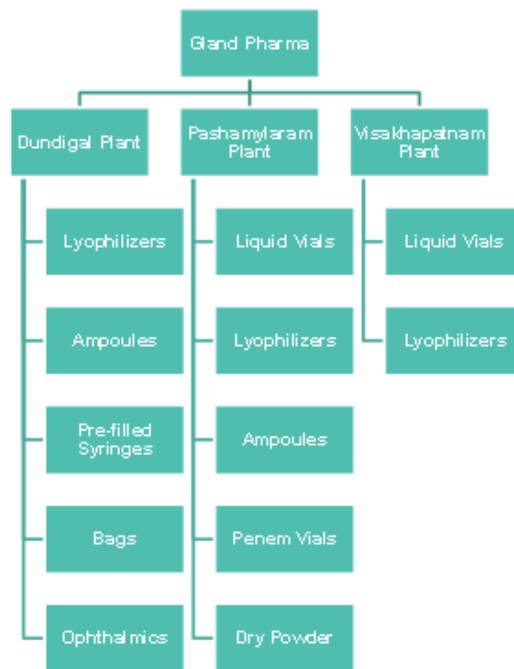 Gland Pharma
Dundigal Plant
Pashamylaram
Plant
Visakhapatnam
Plant
Lyophilizers
Ampoules
Pre-filled
Syringes
Bags
Ophthalmics
Liquid Vials
Lyophilizers
Ampoules
Penem Vials
Dry Powder
Liquid Vials
Lyophilizers